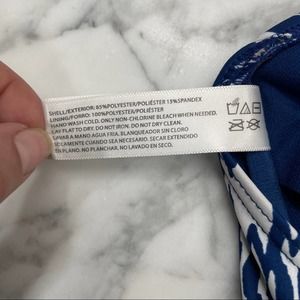 SHELL/EXTERIOR: 85%POLYESTER/POLIÉSTER 15%SPANDEX
LINING/FORRO: 100%POLYESTER/POLIÉSTER
HAND WASH COLD. ONLY NON-CHLORINE BLEACH WHEN NEEDED.
LAY FLAT TO DRY. DO NOT IRON. DO NOT DRY CLEAN.
LAVAR A MANO AGUA FRIA. BLANQUEADOR SIN CLORO
SOLAMENTE CUANDO SEA NECESARIO. SECAR EXTENDIDO
EN PLANO. NO PLANCHAR. NO LAVADO EN SECO.